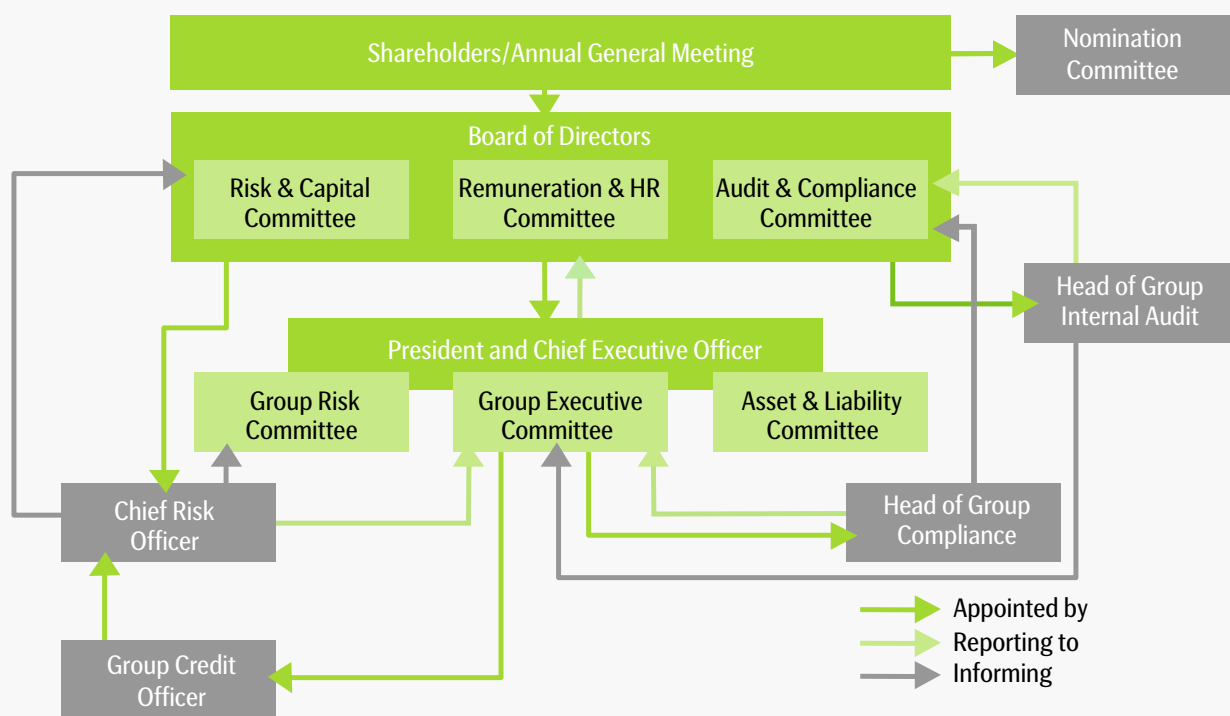 Shareholders/Annual General Meeting
Nomination
Committee
Board of Directors
Risk & Capital
Committee
Remuneration & HR
Committee
Audit & Compliance
Committee
Head of Group
Internal Audit
President and Chief Executive Officer
Group Risk
Committee
Group Executive
Committee
Asset & Liability
Committee
Chief Risk
Officer
Head of Group
Compliance
Group Credit
Officer
Appointed by
Reporting to
Informing